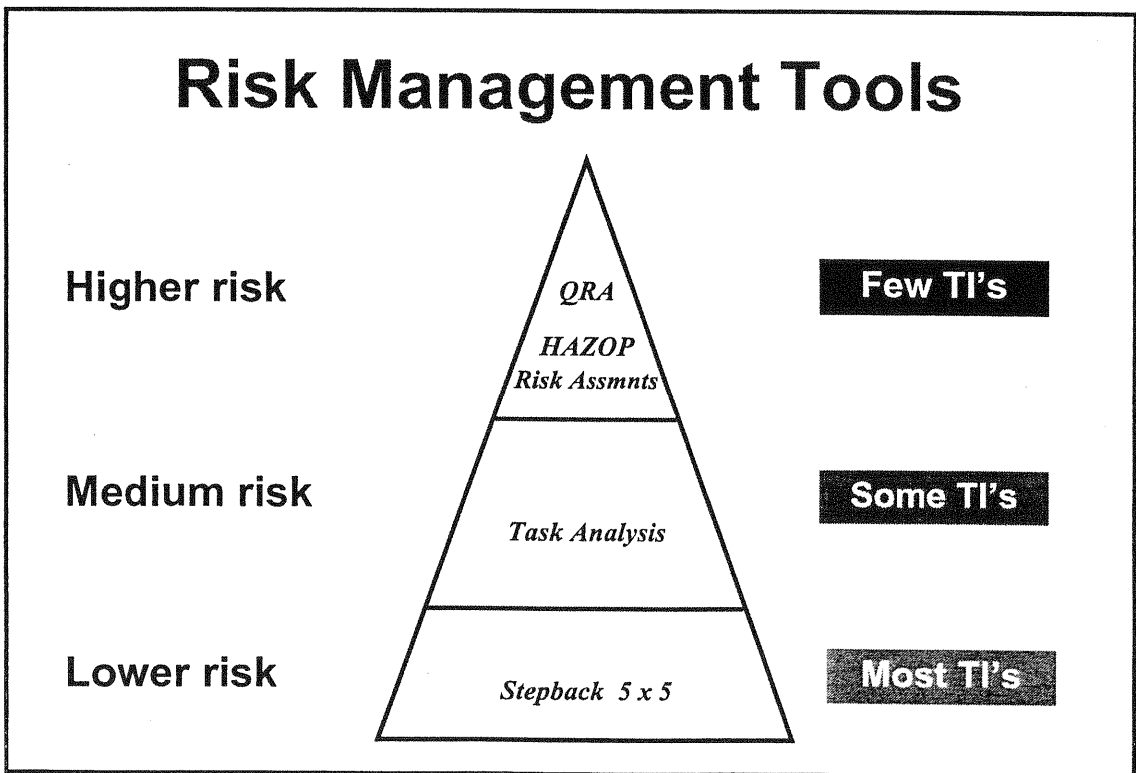 Risk Management Tools
Higher risk
QRA
HAZOP
Risk Assmnts
Few TI's
Medium risk
Task Analysis
Some TI's
Lower risk
Stepback 5 x 5
Most TI's